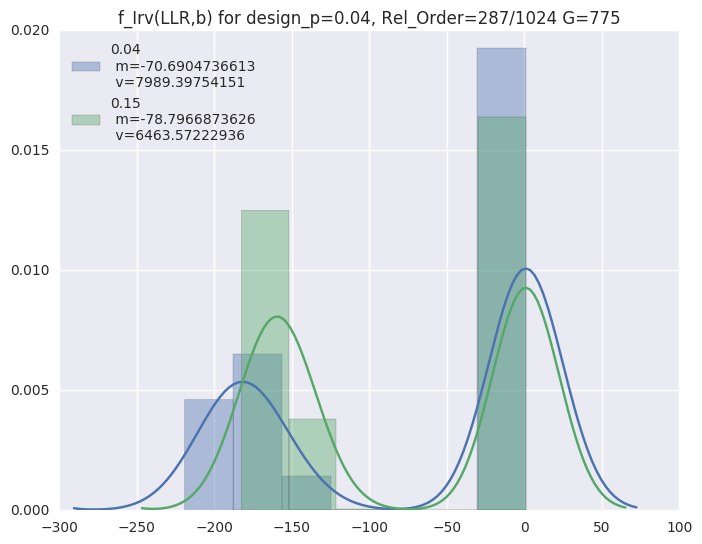 f_Irv(LLR,b) for design_p=0.04, Rel_Order=287/1024 G=775
0.04
m=-70.6904736613
v=7989.39754151
0.15
m=-78.7966873626
v=6463.57222936
0.020
0.015
0.010
0.005
0.000
−300 −250 −200 −150 −100 −50 0 50 100